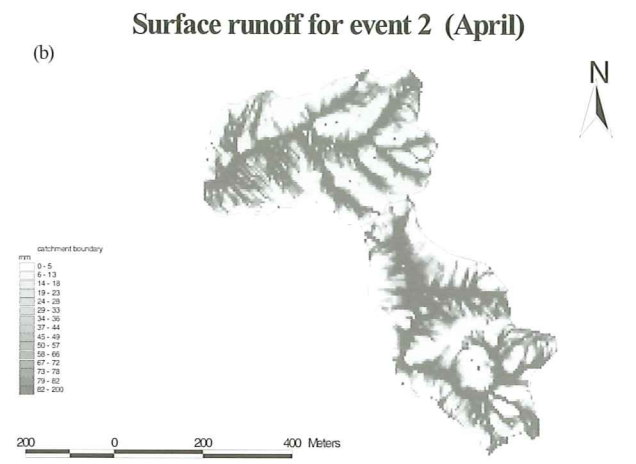 Surface runoff for event 2 (April)
(b)
N
catchment boundary
mm
0 - 5
6 - 13
14 - 18
19 - 23
24 - 28
29 - 33
34 - 36
37 - 44
45 - 49
50 - 57
58 - 66
67 - 72
73 - 78
79 - 82
82 - 200
200 0 200 400 Meters